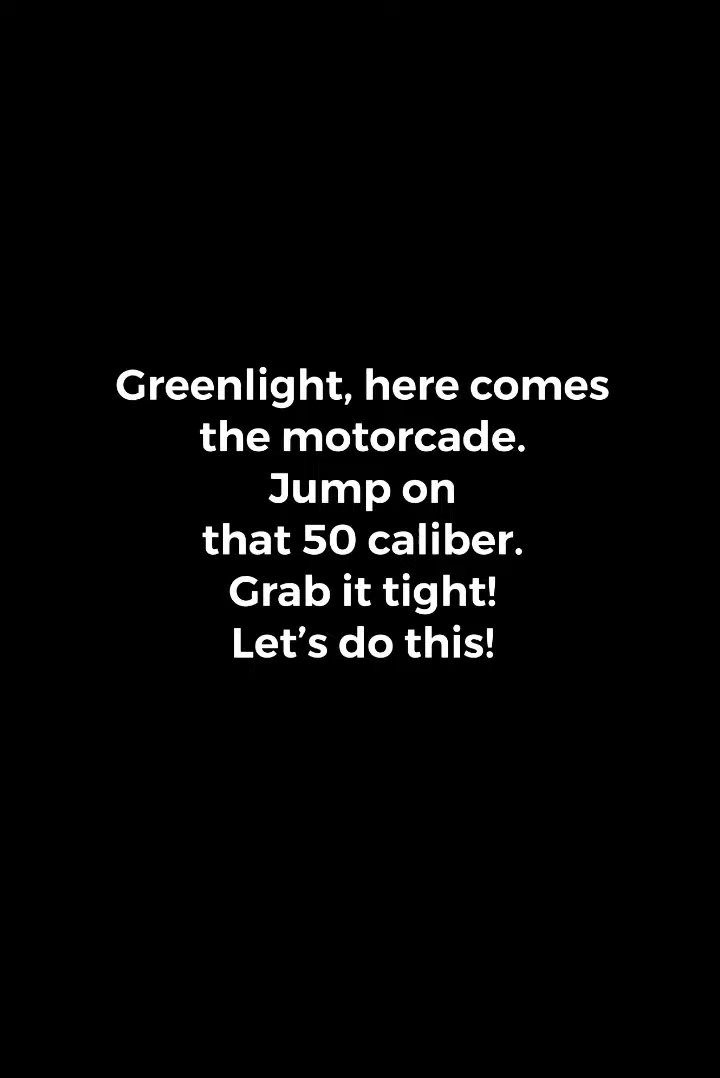 Greenlight, here comes
the motorcade.
Jump on
that 50 caliber.
Grab it tight!
Let’s do this!